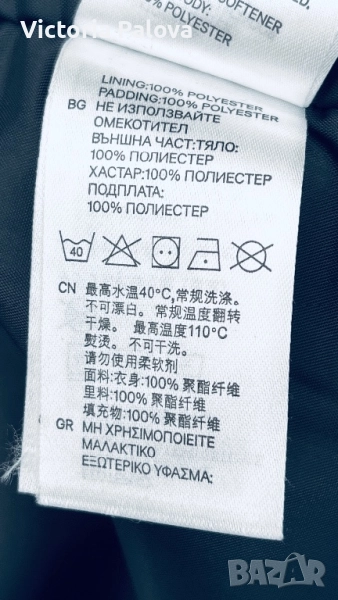 Victoria Palova
SOFTENER
BODY:
100% POLYESTER
LINING:100% POLYESTER
PADDING:100% POLYESTER
BG НЕ ИЗПОЛЗВАЙТЕ
ОМЕКОТИТЕЛ
ВЪНШНА ЧАСТ:ТЯЛО:
100% ПОЛИЕСТЕР
ХАСТАР:100% ПОЛИЕСТЕР
ПОДПЛАТА:
100% ПОЛИЕСТЕР
40
CN 最高水温40°C,常规洗涤。
不可漂白。常规温度翻转
干燥。 最高温度110°C
熨烫。不可干洗。
请勿使用柔软剂
面料:衣身:100% 聚酯纤维
里料:100% 聚酯纤维
填充物:100% 聚酯纤维
GR ΜΗ ΧΡΗΣΙΜΟΠΟΙΕΙΤΕ
ΜΑΛΑΚΤΙΚΟ
ΕΞΩΤΕΡΙΚΟ ΥΦΑΣΜΑ:
BAZAR